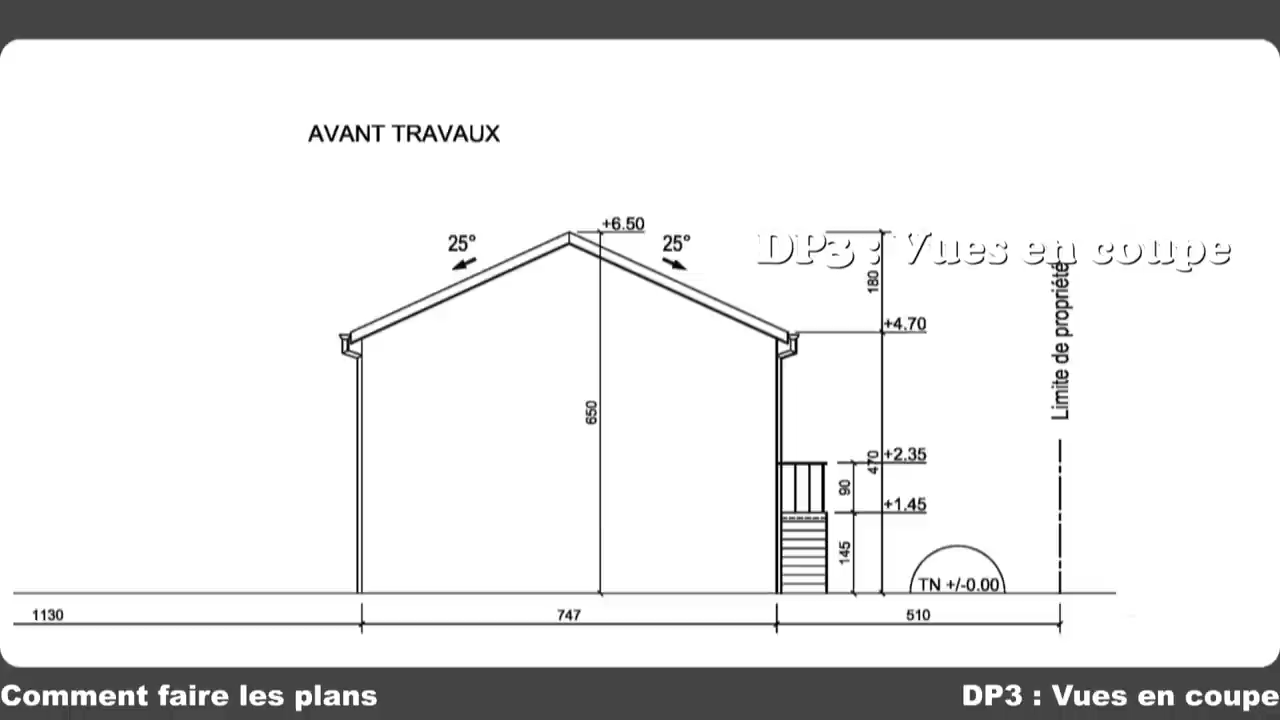 AVANT TRAVAUX
+6.50
25°
25°
DP3 : Vues en coupe
180
+4.70
Limite de propriété
650
470
+2.35
90
+1.45
145
TN +/-0.00
1130
747
510
Comment faire les plans
DP3 : Vues en coupe